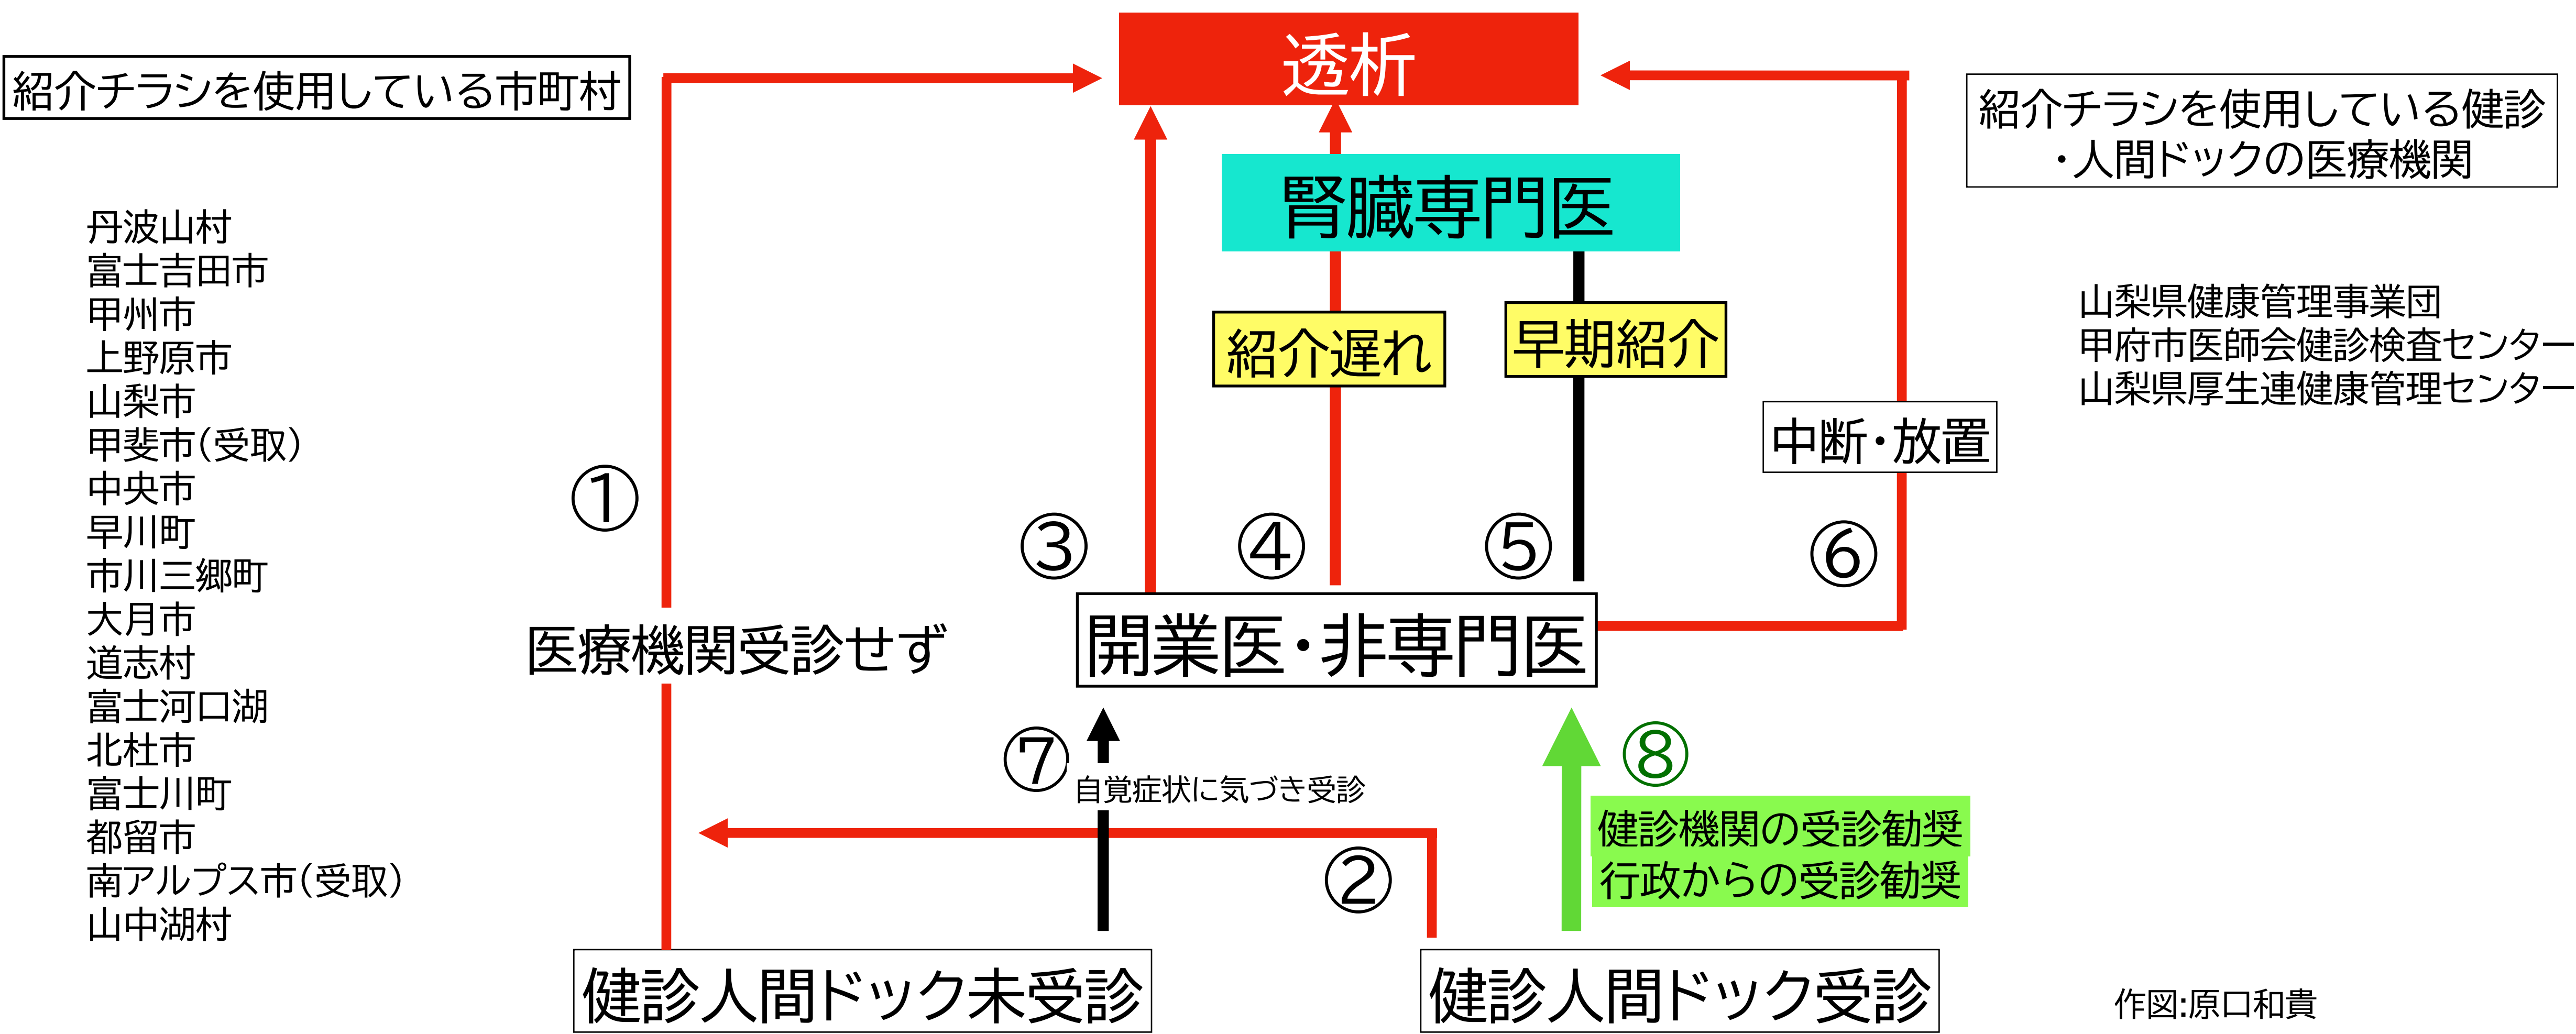 透析
紹介チラシを使用している市町村
紹介チラシを使用している健診
・人間ドックの医療機関
腎臓専門医
丹波山村
富士吉田市
甲州市
上野原市
山梨市
甲斐市(受取)
中央市
早川町
市川三郷町
大月市
道志村
富士河口湖
北杜市
富士川町
都留市
南アルプス市(受取)
山中湖村
山梨県健康管理事業団
甲府市医師会健診検査センター
山梨県厚生連健康管理センター
紹介遅れ
早期紹介
中断・放置
①
③
④
⑤
⑥
医療機関受診せず
開業医・非専門医
⑦
自覚症状に気づき受診
⑧
健診機関の受診勧奨
行政からの受診勧奨
②
健診人間ドック未受診
健診人間ドック受診
作図:原口和貴